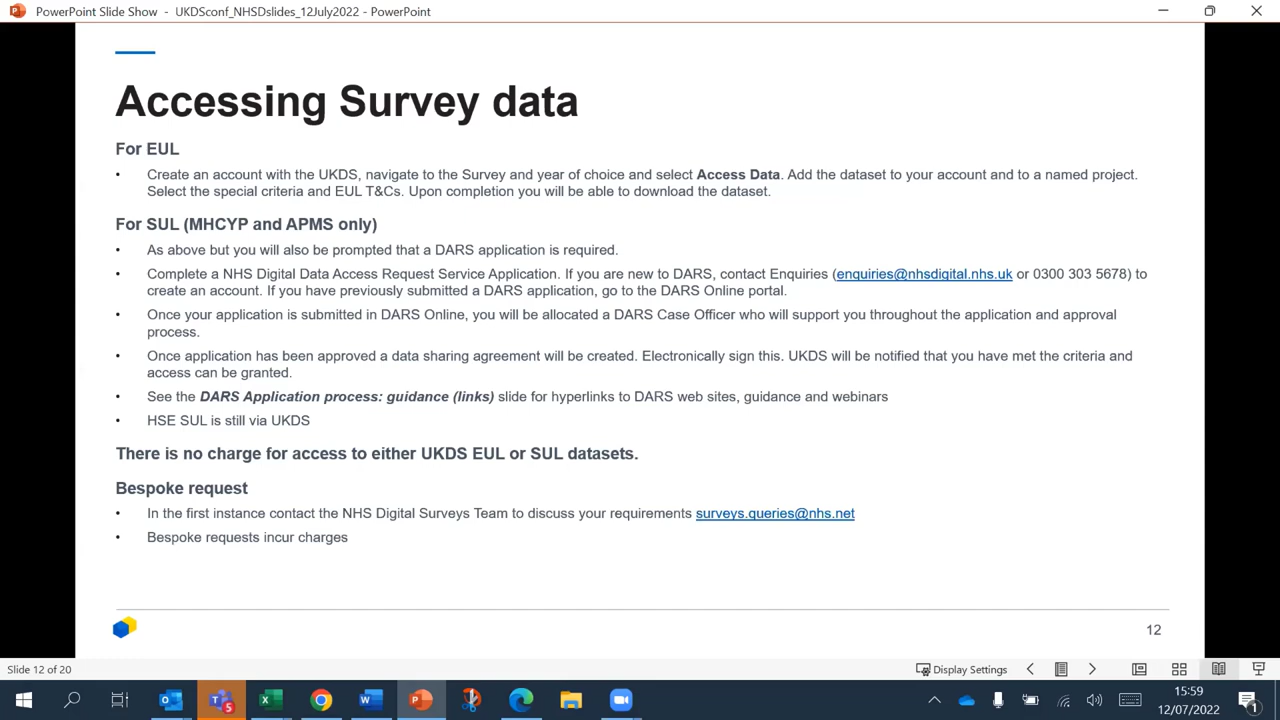 PowerPoint Slide Show - UKDSconf_NHSDslides_12July2022 - PowerPoint
Accessing Survey data
For EUL
• Create an account with the UKDS, navigate to the Survey and year of choice and select Access Data. Add the dataset to your account and to a named project.
Select the special criteria and EUL T&Cs. Upon completion you will be able to download the dataset.
For SUL (MHCYP and APMS only)
• As above but you will also be prompted that a DARS application is required.
• Complete a NHS Digital Data Access Request Service Application. If you are new to DARS, contact Enquiries (enquiries@nhsdigital.nhs.uk or 0300 303 5678) to
create an account. If you have previously submitted a DARS application, go to the DARS Online portal.
• Once your application is submitted in DARS Online, you will be allocated a DARS Case Officer who will support you throughout the application and approval
process.
• Once application has been approved a data sharing agreement will be created. Electronically sign this. UKDS will be notified that you have met the criteria and
access can be granted.
• See the DARS Application process: guidance (links) slide for hyperlinks to DARS web sites, guidance and webinars
• HSE SUL is still via UKDS
There is no charge for access to either UKDS EUL or SUL datasets.
Bespoke request
• In the first instance contact the NHS Digital Surveys Team to discuss your requirements surveys.queries@nhs.net
• Bespoke requests incur charges
12
Slide 12 of 20
Display Settings
15:59
12/07/2022